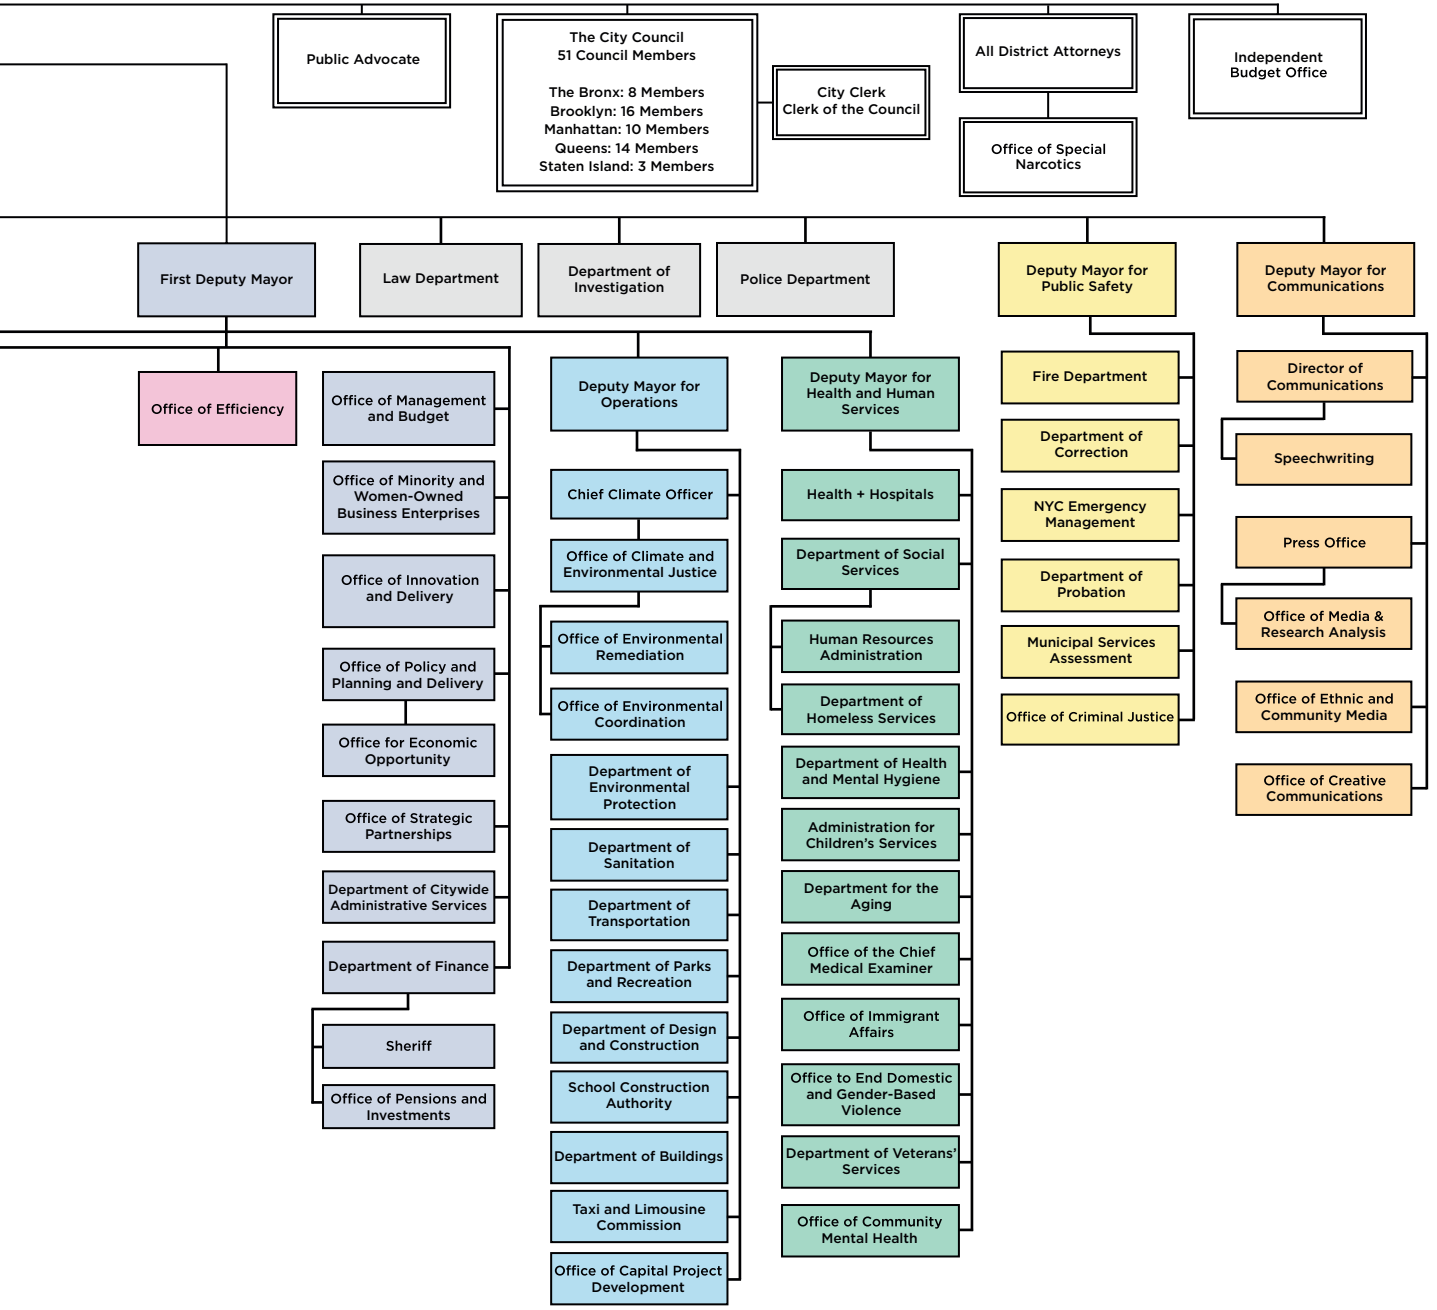 Public Advocate
The City Council
51 Council Members
The Bronx: 8 Members
Brooklyn: 16 Members
Manhattan: 10 Members
Queens: 14 Members
Staten Island: 3 Members
City Clerk
Clerk of the Council
All District Attorneys
Office of Special
Narcotics
Independent
Budget Office
First Deputy Mayor
Law Department
Department of
Investigation
Police Department
Deputy Mayor for
Public Safety
Deputy Mayor for
Communications
Office of Efficiency
Office of Management
and Budget
Office of Minority and
Women-Owned
Business Enterprises
Office of Innovation
and Delivery
Office of Policy and
Planning and Delivery
Office for Economic
Opportunity
Office of Strategic
Partnerships
Department of Citywide
Administrative Services
Department of Finance
Sheriff
Office of Pensions and
Investments
Deputy Mayor for
Operations
Chief Climate Officer
Office of Climate and
Environmental Justice
Office of Environmental
Remediation
Office of Environmental
Coordination
Department of
Environmental
Protection
Department of
Sanitation
Department of
Transportation
Department of Parks
and Recreation
Department of Design
and Construction
School Construction
Authority
Department of Buildings
Taxi and Limousine
Commission
Office of Capital Project
Development
Deputy Mayor for
Health and Human
Services
Health + Hospitals
Department of Social
Services
Human Resources
Administration
Department of
Homeless Services
Department of Health
and Mental Hygiene
Administration for
Children's Services
Department for the
Aging
Office of the Chief
Medical Examiner
Office of Immigrant
Affairs
Office to End Domestic
and Gender-Based
Violence
Department of Veterans'
Services
Office of Community
Mental Health
Fire Department
Department of
Correction
NYC Emergency
Management
Department of
Probation
Municipal Services
Assessment
Office of Criminal Justice
Director of
Communications
Speechwriting
Press Office
Office of Media &
Research Analysis
Office of Ethnic and
Community Media
Office of Creative
Communications